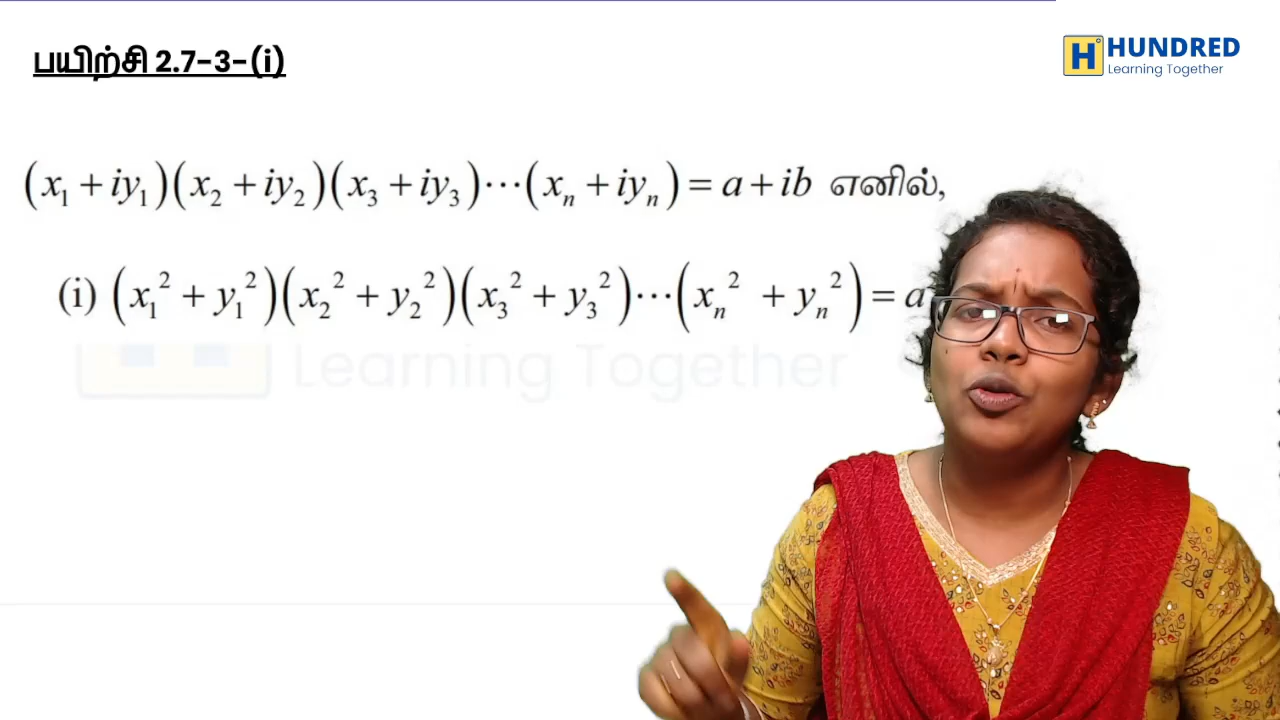 பயிற்சி 2.7-3-(i)
HUNDRED
Learning Together
(x₁ + iy₁)(x₂ + iy₂)(x₃ + iy₃)⋯(xₙ + iyₙ) = a + ib எனில்,
(i) (x₁² + y₁²)(x₂² + y₂²)(x₃² + y₃²)⋯(xₙ² + yₙ²) = a
Learning Together